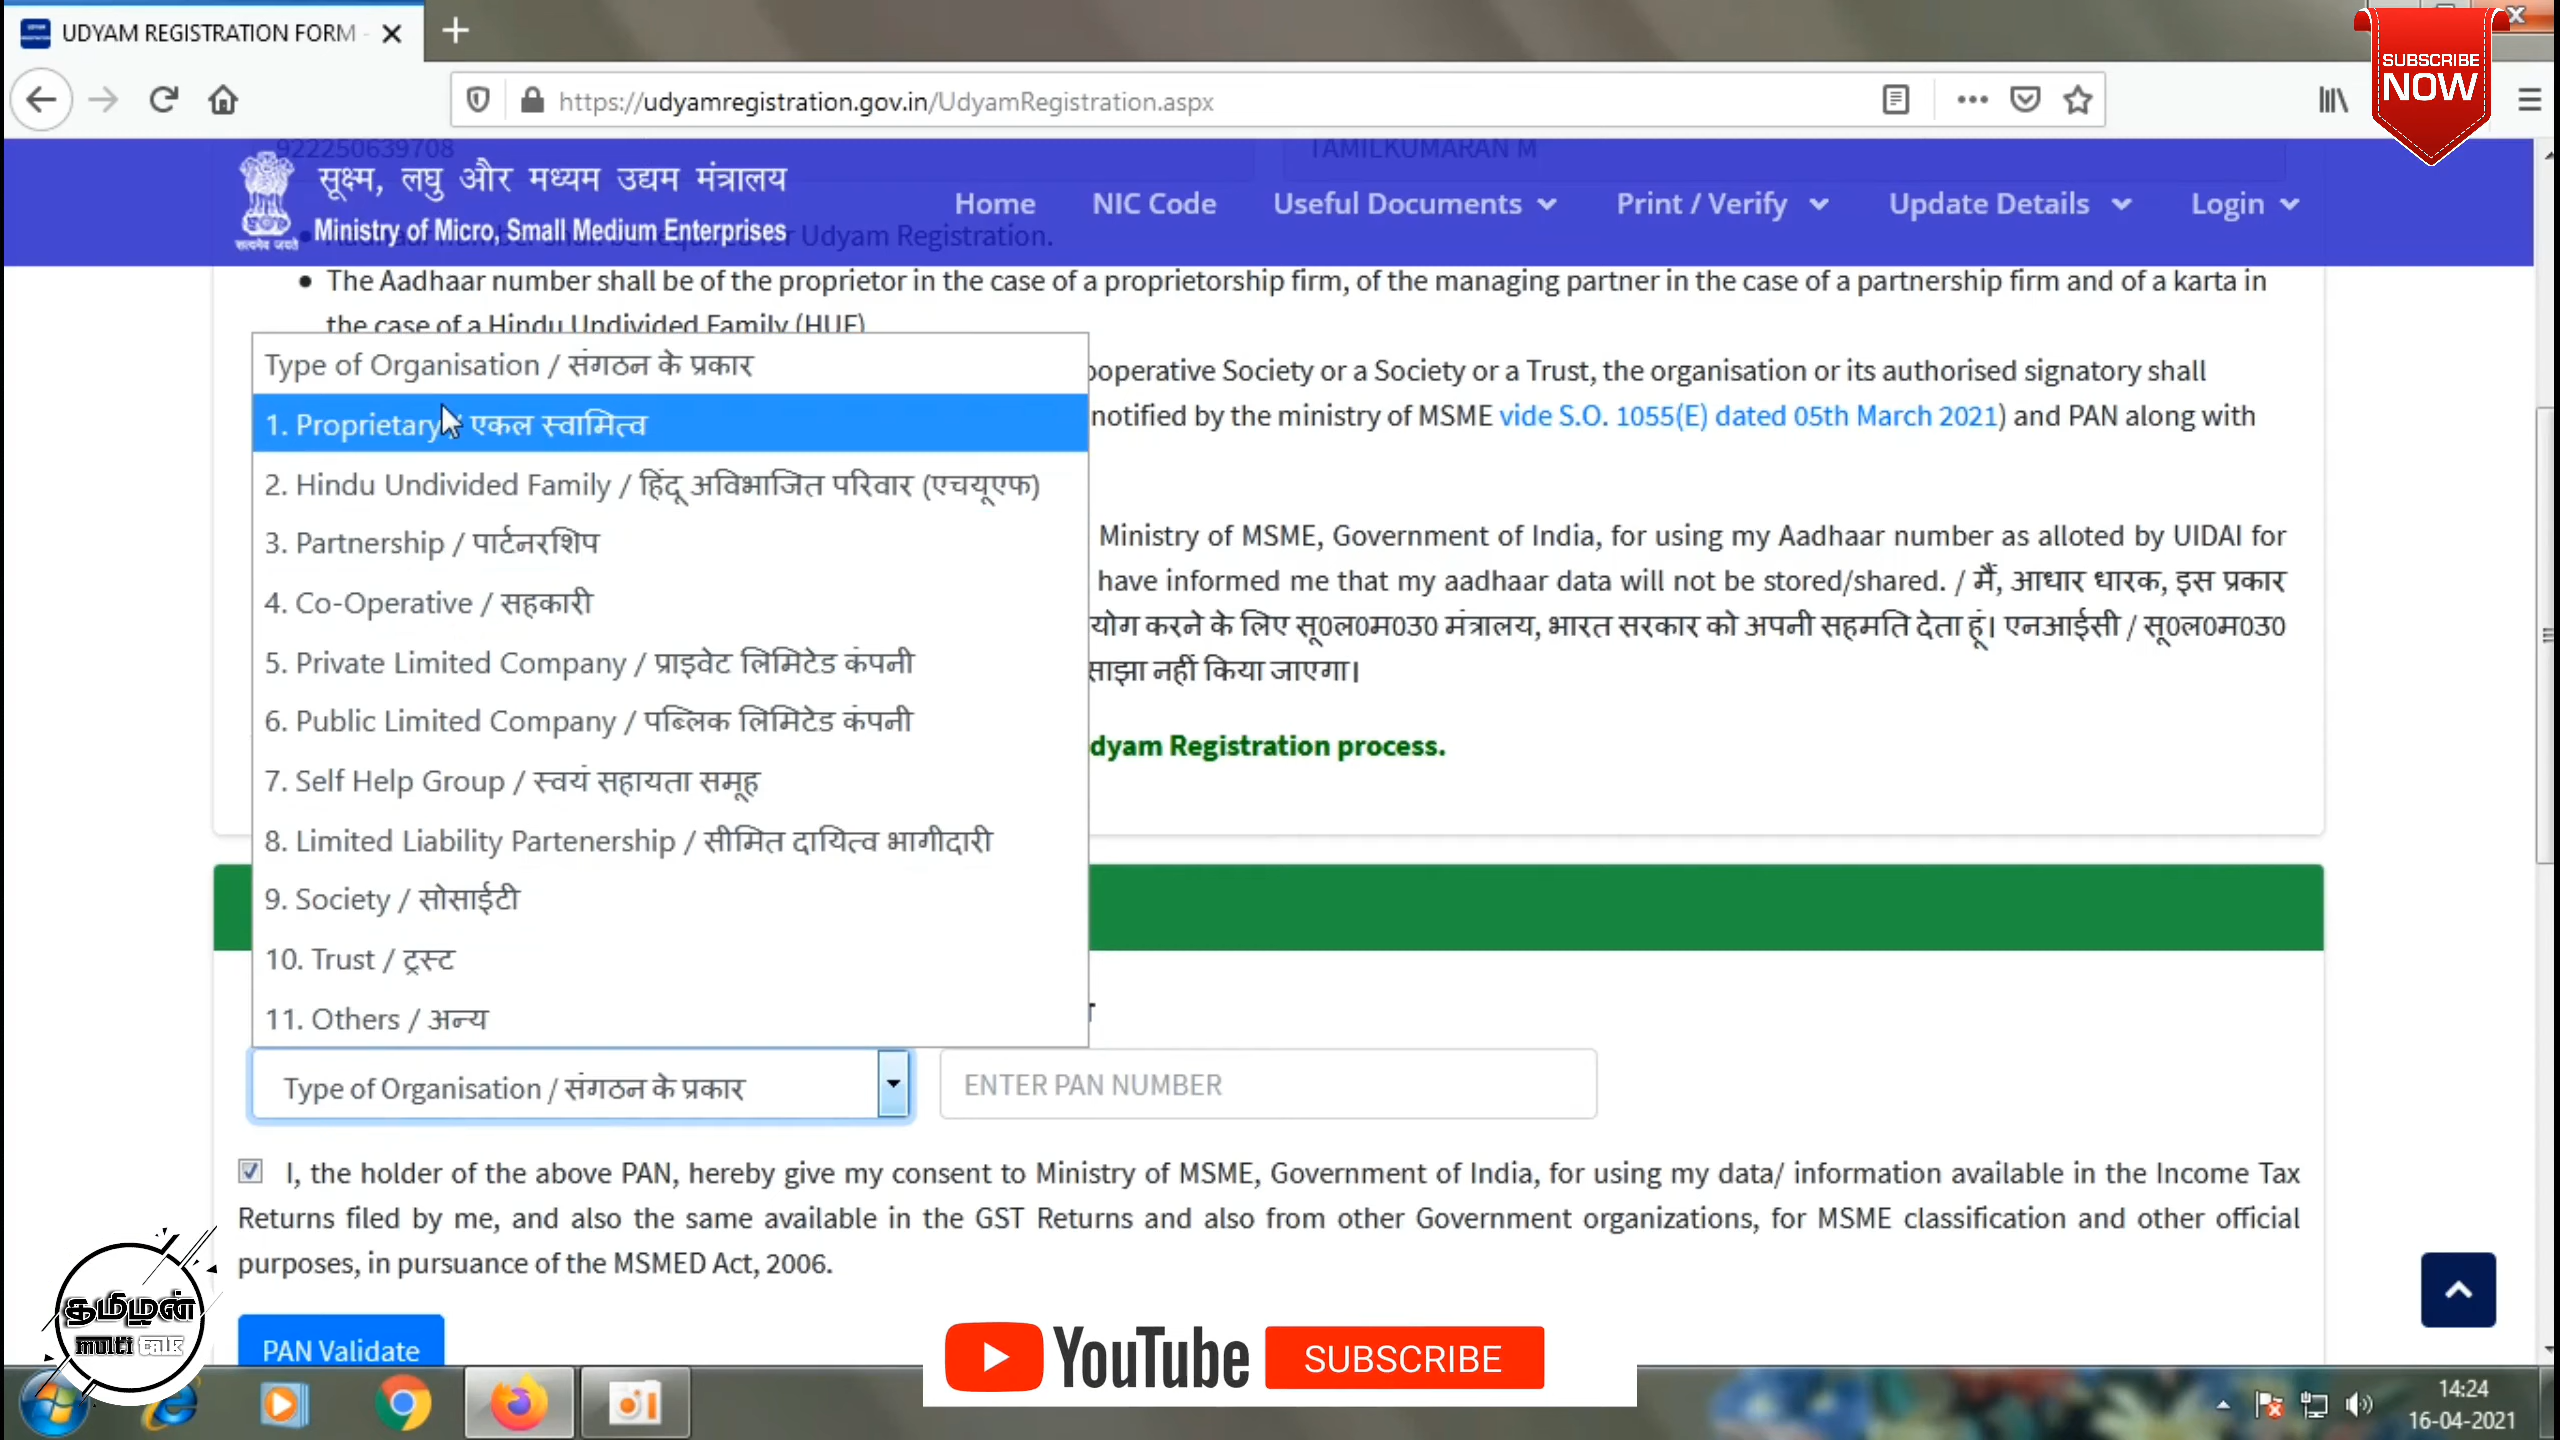 UDYAM REGISTRATION FORM -
SUBSCRIBE
NOW
https://udyamregistration.gov.in/UdyamRegistration.aspx
922250639708
TAMILKUMARAN M
सूक्ष्म, लघु और मध्यम उद्यम मंत्रालय
Ministry of Micro, Small Medium Enterprises
सत्यमेव जयते
Home
NIC Code
Useful Documents
Print / Verify
Update Details
Login
Udyam Registration.
• The Aadhaar number shall be of the proprietor in the case of a proprietorship firm, of the managing partner in the case of a partnership firm and of a karta in
the case of a Hindu Undivided Family (HUF)
ooperative Society or a Society or a Trust, the organisation or its authorised signatory shall
notified by the ministry of MSME vide S.O. 1055(E) dated 05th March 2021) and PAN along with
Ministry of MSME, Government of India, for using my Aadhaar number as alloted by UIDAI for
have informed me that my aadhaar data will not be stored/shared. / मैं, आधार धारक, इस प्रकार
योग करने के लिए सू0ल0म0उ0 मंत्रालय, भारत सरकार को अपनी सहमति देता हूं। एनआईसी / सू0ल0म0उ0
साझा नहीं किया जाएगा।
dyam Registration process.
Type of Organisation / संगठन के प्रकार
1. Proprietary / एकल स्वामित्व
2. Hindu Undivided Family / हिंदू अविभाजित परिवार (एचयूएफ)
3. Partnership / पार्टनरशिप
4. Co-Operative / सहकारी
5. Private Limited Company / प्राइवेट लिमिटेड कंपनी
6. Public Limited Company / पब्लिक लिमिटेड कंपनी
7. Self Help Group / स्वयं सहायता समूह
8. Limited Liability Partenership / सीमित दायित्व भागीदारी
9. Society / सोसाईटी
10. Trust / ट्रस्ट
11. Others / अन्य
Type of Organisation / संगठन के प्रकार
ENTER PAN NUMBER
I, the holder of the above PAN, hereby give my consent to Ministry of MSME, Government of India, for using my data/ information available in the Income Tax
Returns filed by me, and also the same available in the GST Returns and also from other Government organizations, for MSME classification and other official
purposes, in pursuance of the MSMED Act, 2006.
PAN Validate
தமிழன்
multi talk
YouTube SUBSCRIBE
14:24
16-04-2021